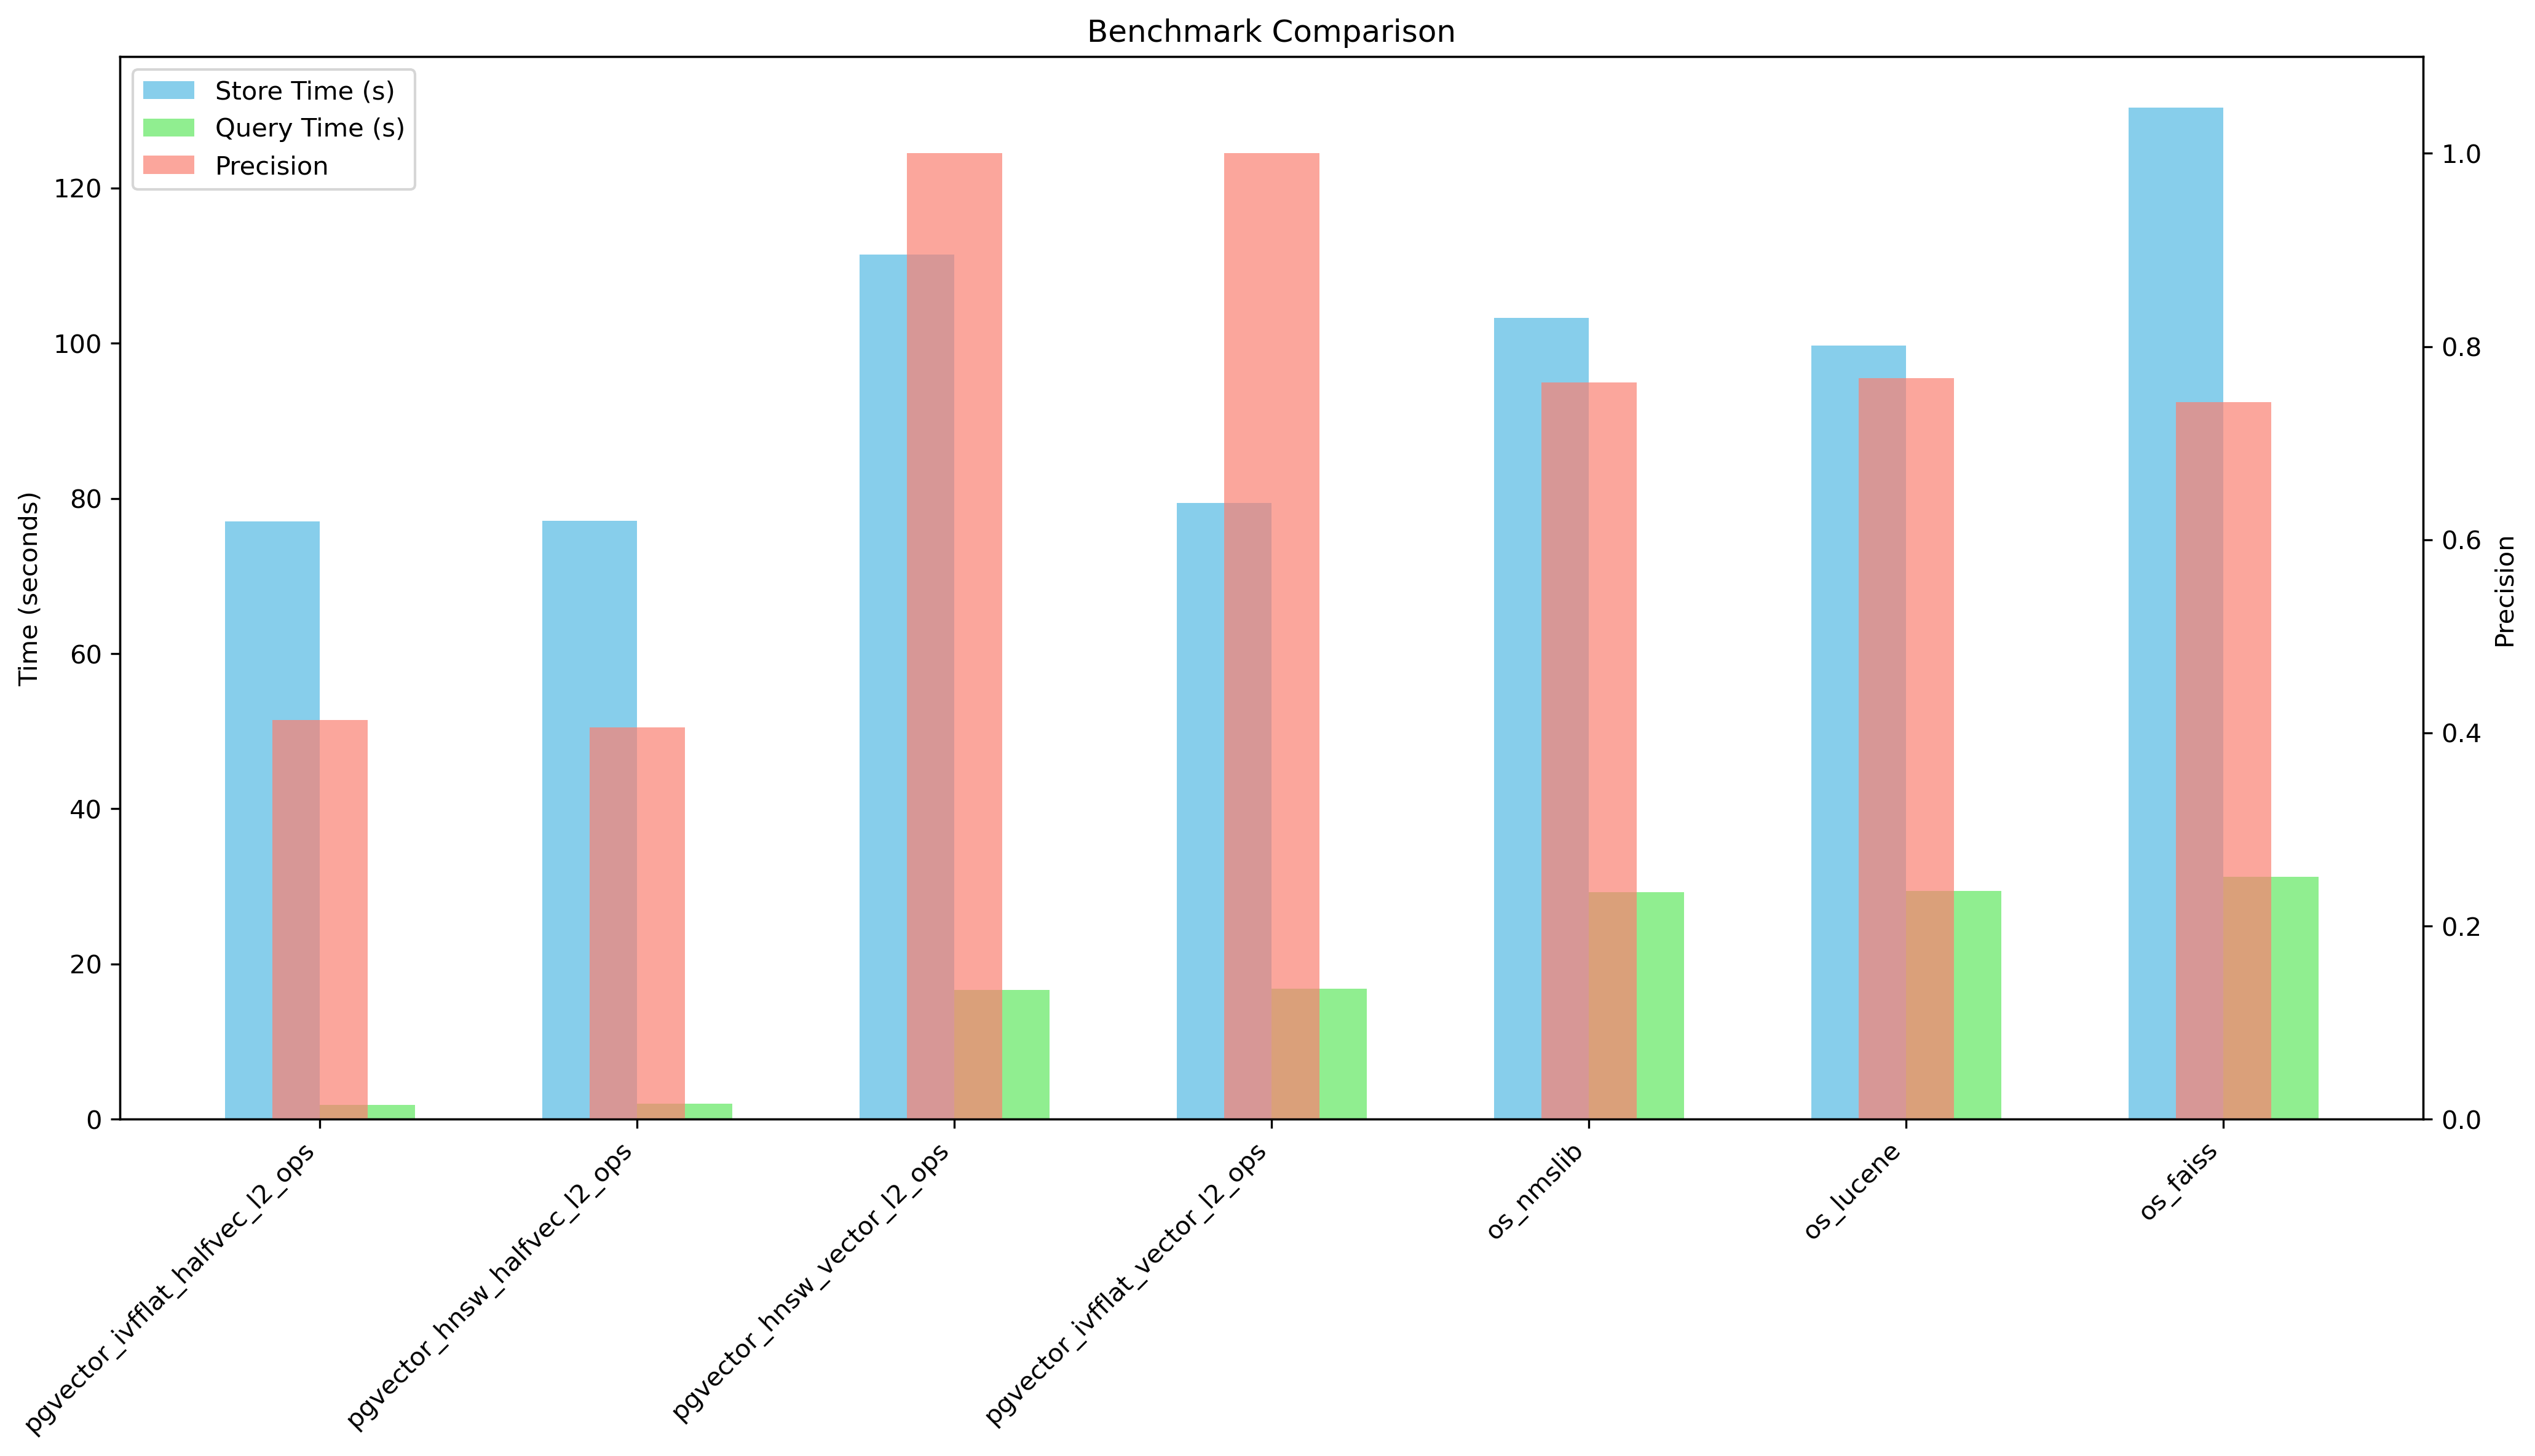 Benchmark Comparison
Store Time (s)
Query Time (s)
Precision
Time (seconds)
120
100
80
60
40
20
0
1.0
0.8
0.6
0.4
0.2
0.0
Precision
pgvector_ivfflat_halfvec_l2_ops
pgvector_hnsw_halfvec_l2_ops
pgvector_hnsw_vector_l2_ops
pgvector_ivfflat_vector_l2_ops
os_nmslib
os_lucene
os_faiss